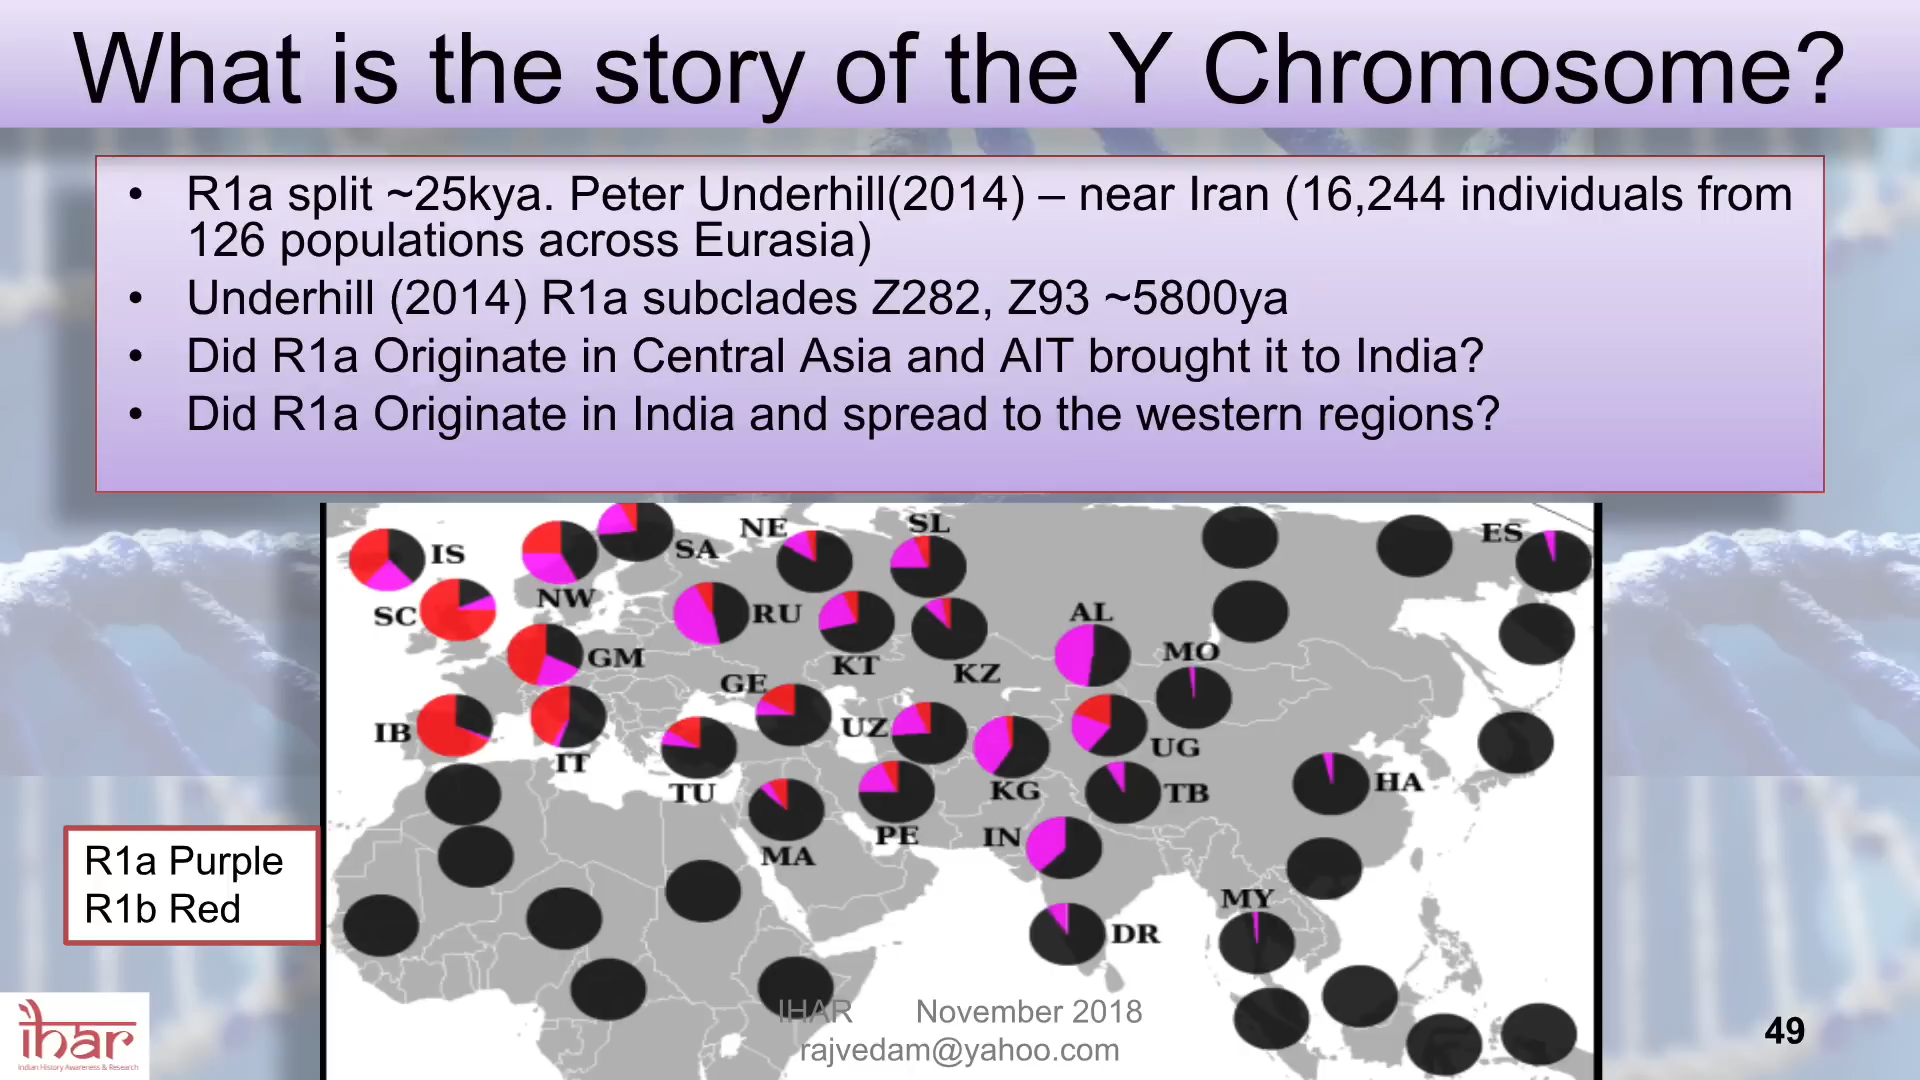 What is the story of the Y Chromosome?
• R1a split ~25kya. Peter Underhill(2014) – near Iran (16,244 individuals from
126 populations across Eurasia)
• Underhill (2014) R1a subclades Z282, Z93 ~5800ya
• Did R1a Originate in Central Asia and AIT brought it to India?
• Did R1a Originate in India and spread to the western regions?
IS
SC
NW
SA
NE
SL
ES
RU
KT
KZ
AL
MO
GM
GE
IB
IT
UZ
UG
TU
KG
TB
HA
MA
PE
IN
MY
DR
R1a Purple
R1b Red
IHAR November 2018
rajvedam@yahoo.com
49
ihar
Indian History Awareness & Research